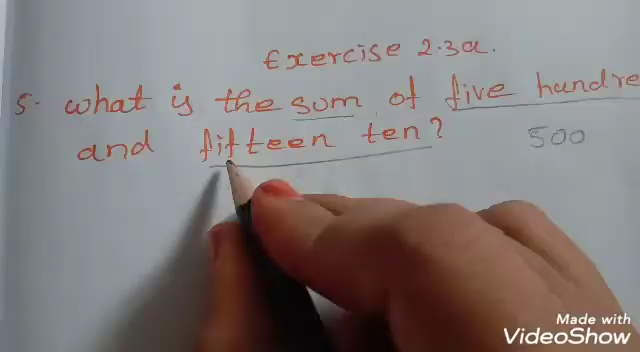 Exercise 2.3a.
5. what is the sum of five hundre
and fifteen ten? 500
Made with
VideoShow